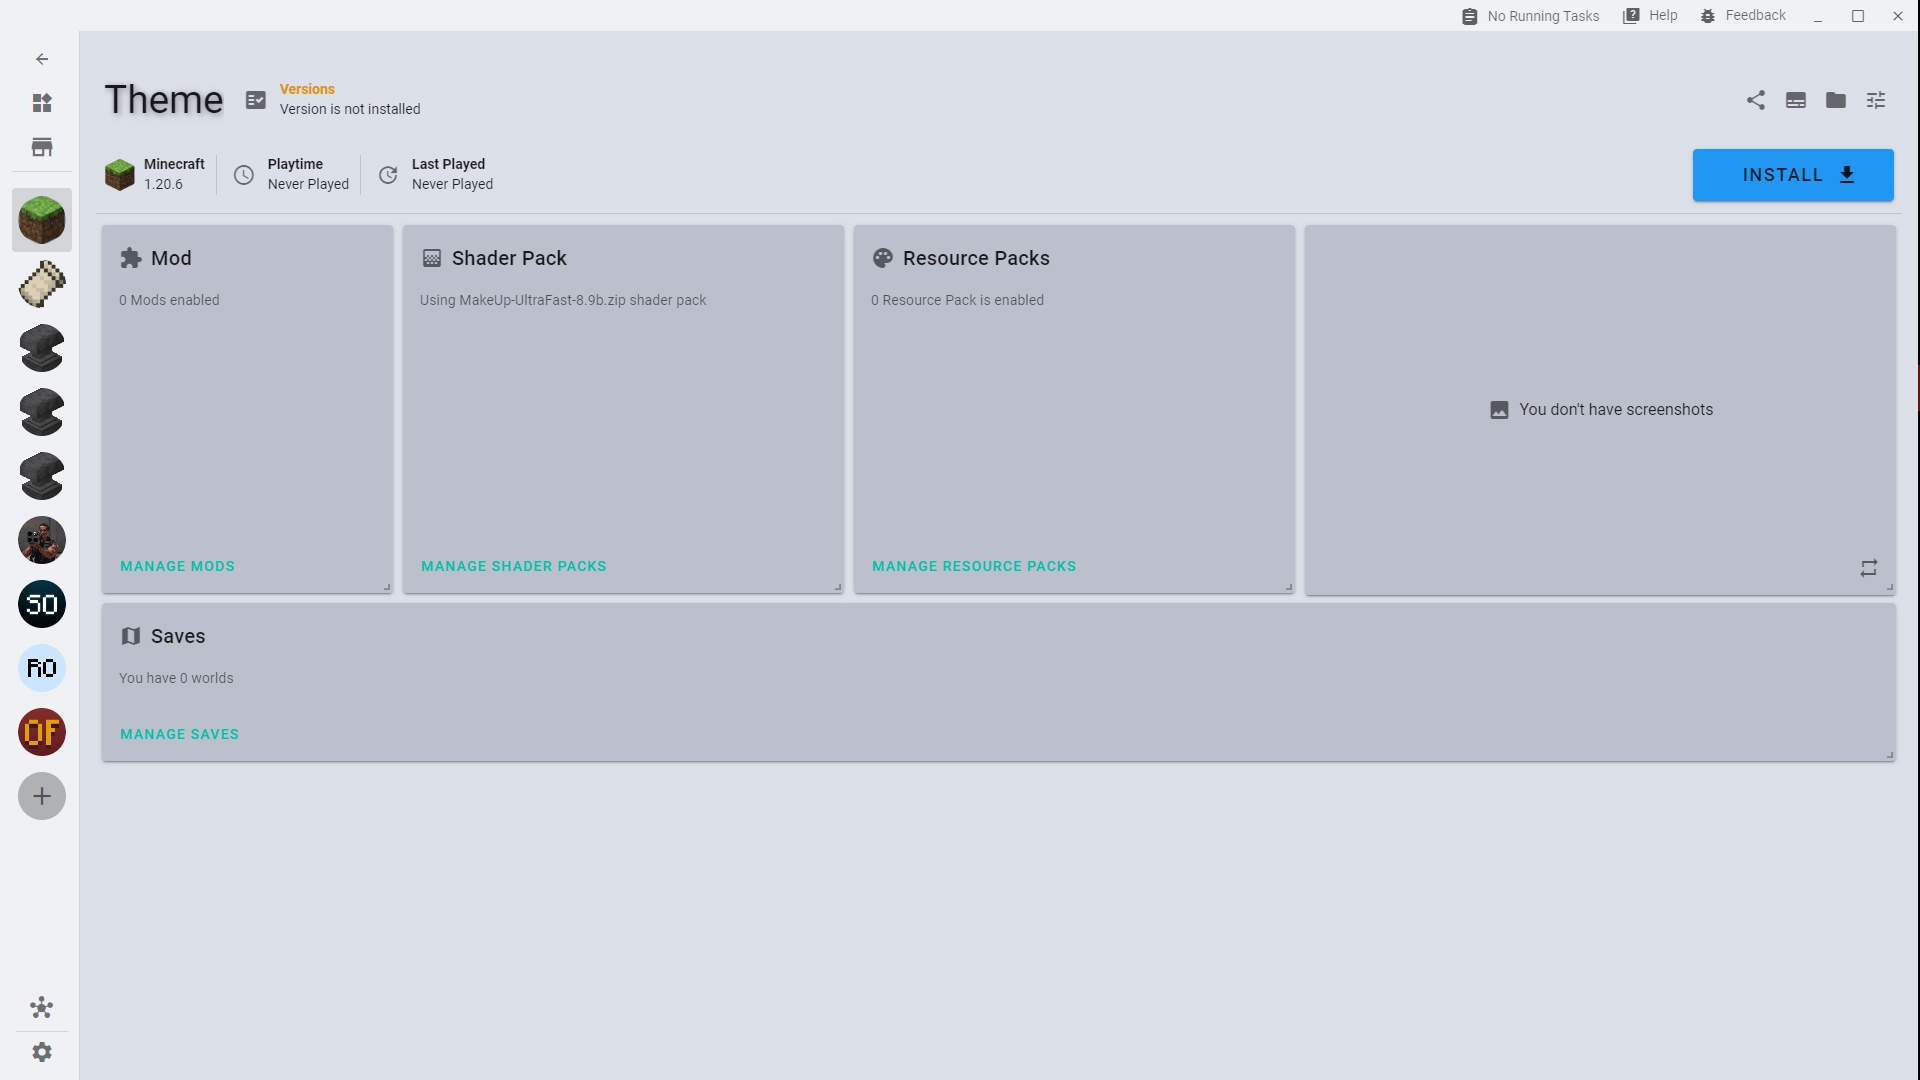 No Running Tasks
Help
Feedback
Theme
Versions
Version is not installed
Minecraft
1.20.6
Playtime
Never Played
Last Played
Never Played
INSTALL
Mod
0 Mods enabled
MANAGE MODS
Shader Pack
Using MakeUp-UltraFast-8.9b.zip shader pack
MANAGE SHADER PACKS
Resource Packs
0 Resource Pack is enabled
MANAGE RESOURCE PACKS
You don't have screenshots
Saves
You have 0 worlds
MANAGE SAVES
SO
RO
OF